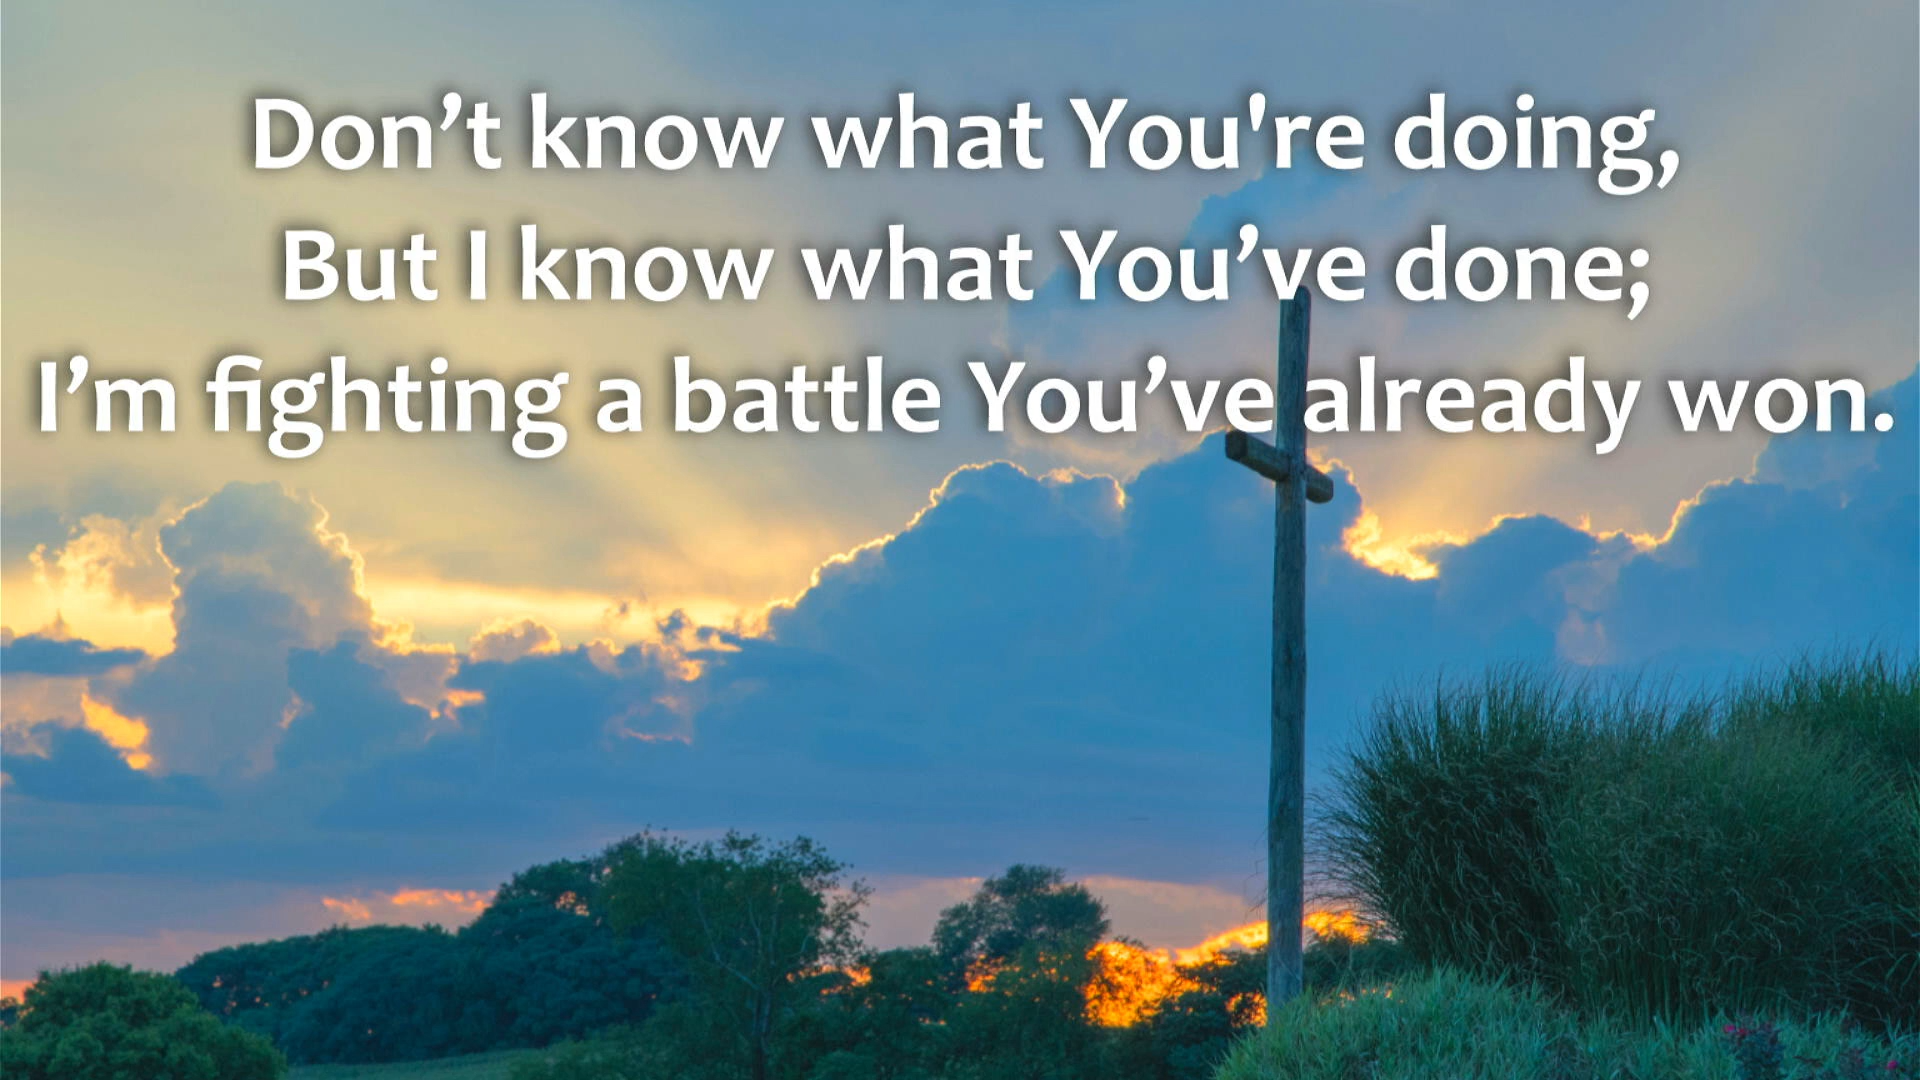 Don’t know what You're doing,
But I know what You’ve done;
I’m fighting a battle You’ve already won.